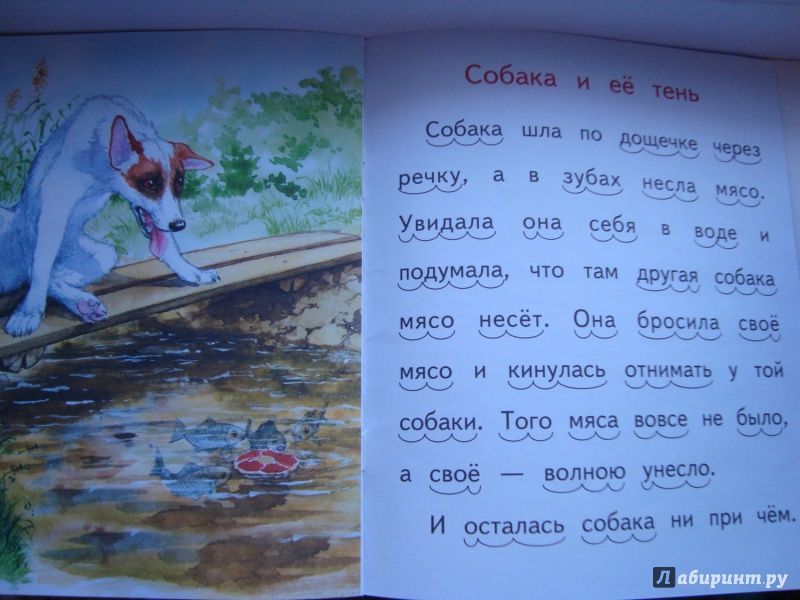 Собака и её тень
Собака шла по дощечке через
речку, а в зубах несла мясо.
Увидала она себя в воде и
подумала, что там другая собака
мясо несёт. Она бросила своё
мясо и кинулась отнимать у той
собаки. Того мяса вовсе не было,
а своё — волною унесло.
И осталась собака ни при чём.
Лабиринт.ру